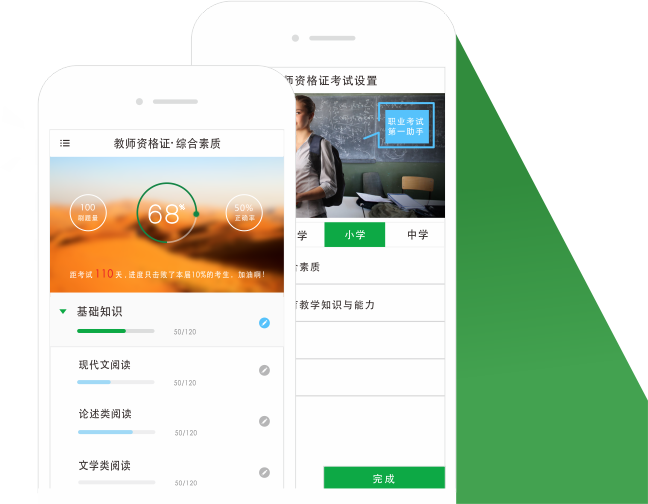 教师资格证·综合素质
100
刷题量
68%
50%
正确率
距考试110天,进度只击败了本届10%的考生。加油啊!
基础知识
50/120
现代文阅读
50/120
论述类阅读
50/120
文学类阅读
50/120
师资格证考试设置
职业考试
第一助手
学
小学
中学
素质
教学知识与能力
完成